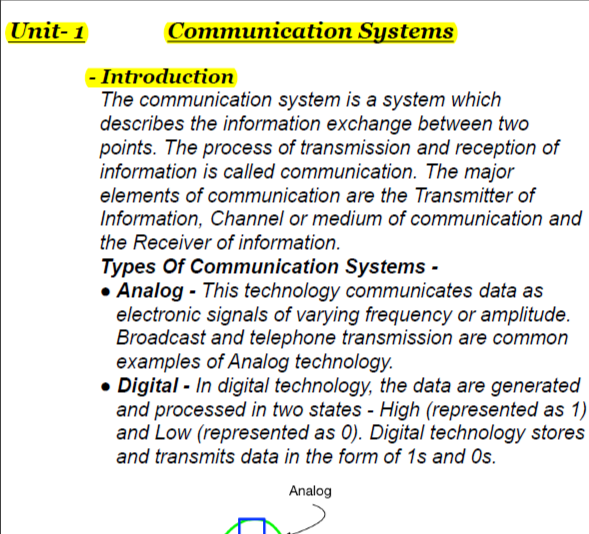 Unit- 1 Communication Systems
- Introduction
The communication system is a system which
describes the information exchange between two
points. The process of transmission and reception of
information is called communication. The major
elements of communication are the Transmitter of
Information, Channel or medium of communication and
the Receiver of information.
Types Of Communication Systems -
● Analog - This technology communicates data as
electronic signals of varying frequency or amplitude.
Broadcast and telephone transmission are common
examples of Analog technology.
● Digital - In digital technology, the data are generated
and processed in two states - High (represented as 1)
and Low (represented as 0). Digital technology stores
and transmits data in the form of 1s and 0s.
Analog